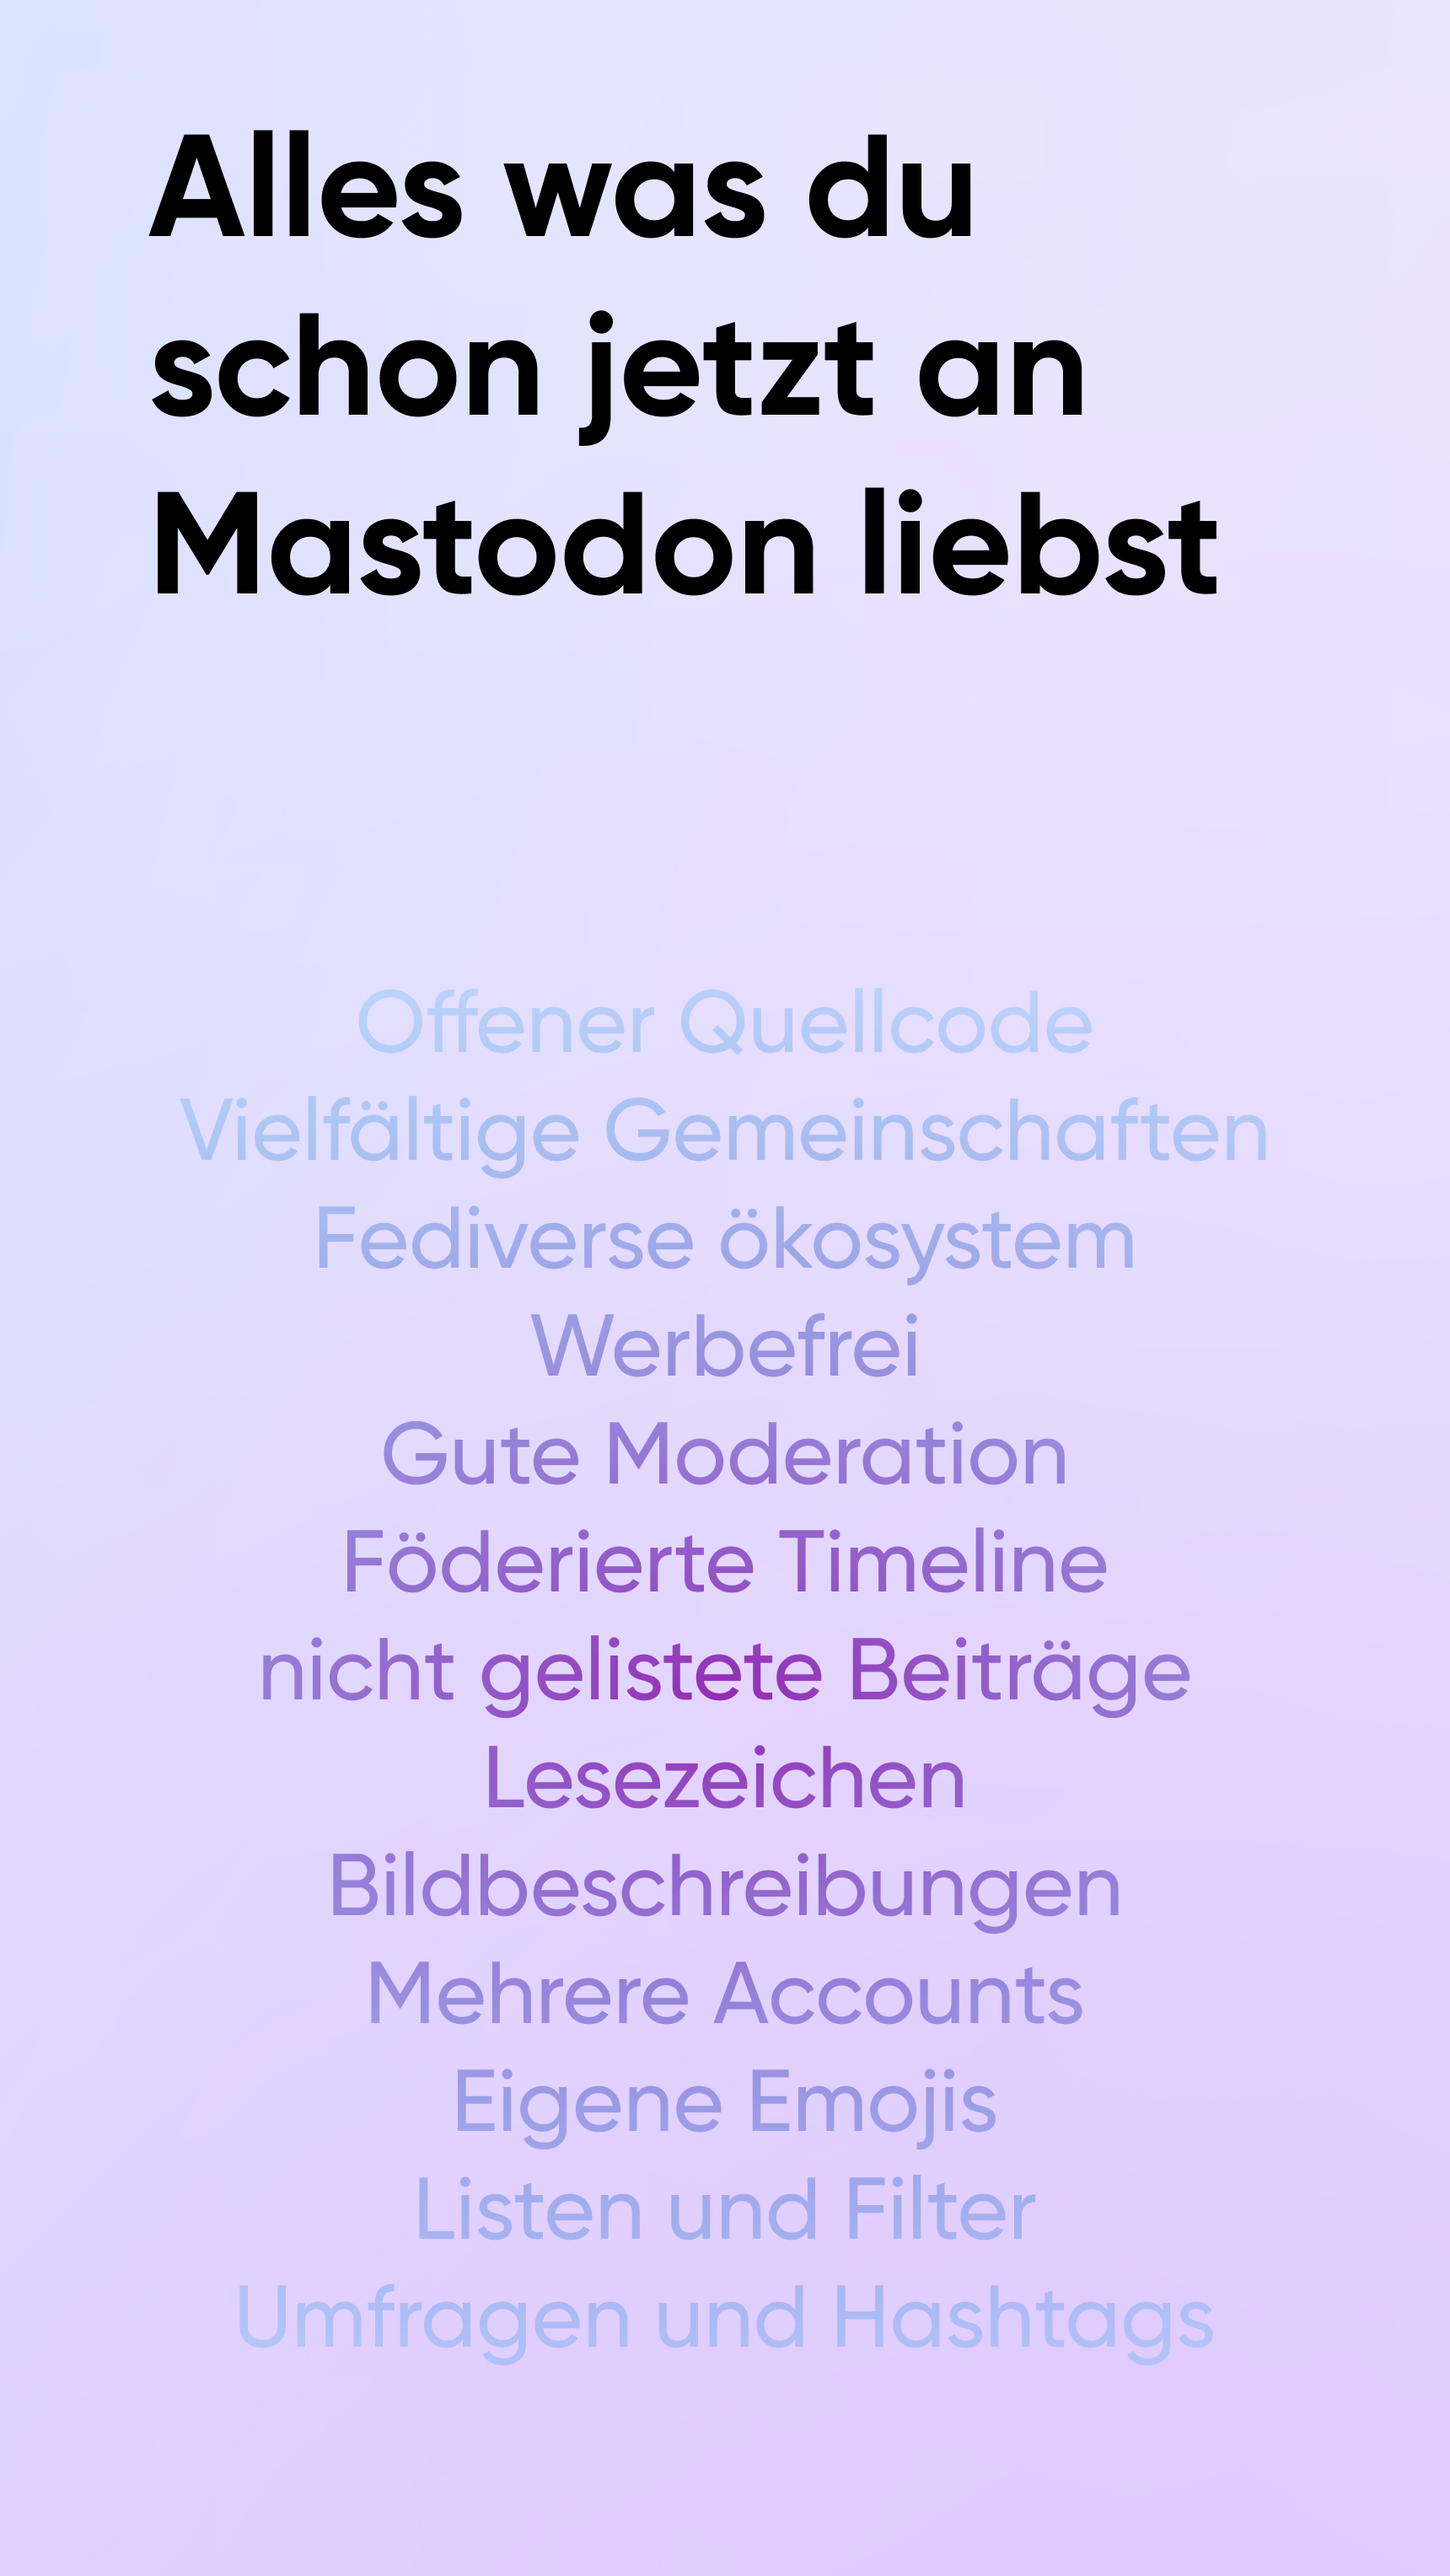 Alles was du
schon jetzt an
Mastodon liebst
Offener Quellcode
Vielfältige Gemeinschaften
Fediverse ökosystem
Werbefrei
Gute Moderation
Föderierte Timeline
nicht gelistete Beiträge
Lesezeichen
Bildbeschreibungen
Mehrere Accounts
Eigene Emojis
Listen und Filter
Umfragen und Hashtags